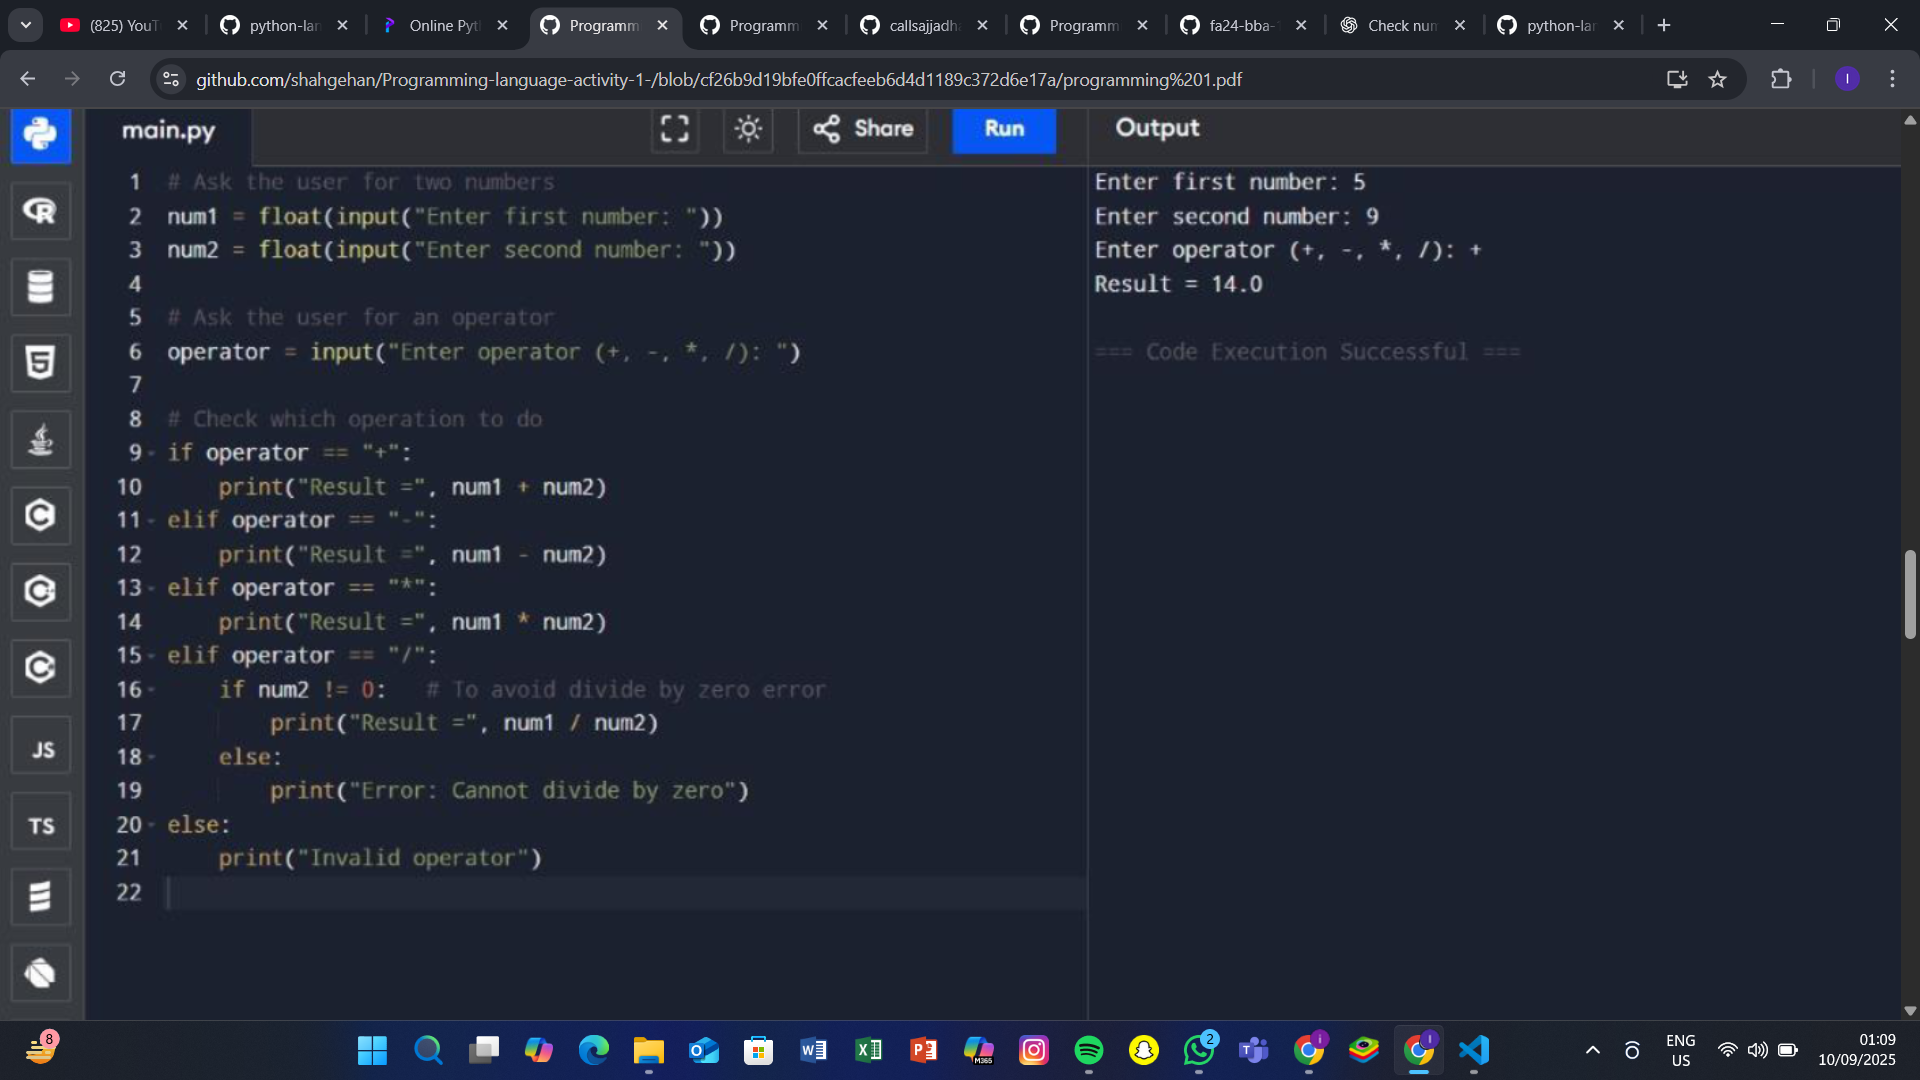 (825) YouT
python-lan
Online Pyt
Programm
Programm
callsajjadha
Programm
fa24-bba-
Check num
python-lan
github.com/shahgehan/Programming-language-activity-1-/blob/cf26b9d19bfe0ffcacfeeb6d4d1189c372d6e17a/programming%201.pdf
I
main.py
Share
Run
Output
1 # Ask the user for two numbers
2 num1 = float(input("Enter first number: "))
3 num2 = float(input("Enter second number: "))
4
5 # Ask the user for an operator
6 operator = input("Enter operator (+, -, *, /): ")
7
8 # Check which operation to do
9 if operator == "+":
10 print("Result =", num1 + num2)
11 elif operator == "-":
12 print("Result =", num1 - num2)
13 elif operator == "*":
14 print("Result =", num1 * num2)
15 elif operator == "/":
16 if num2 != 0: # To avoid divide by zero error
17 print("Result =", num1 / num2)
18 else:
19 print("Error: Cannot divide by zero")
20 else:
21 print("Invalid operator")
22
Enter first number: 5
Enter second number: 9
Enter operator (+, -, *, /): +
Result = 14.0
=== Code Execution Successful ===
JS
TS
8
M365
2
ENG
US
01:09
10/09/2025